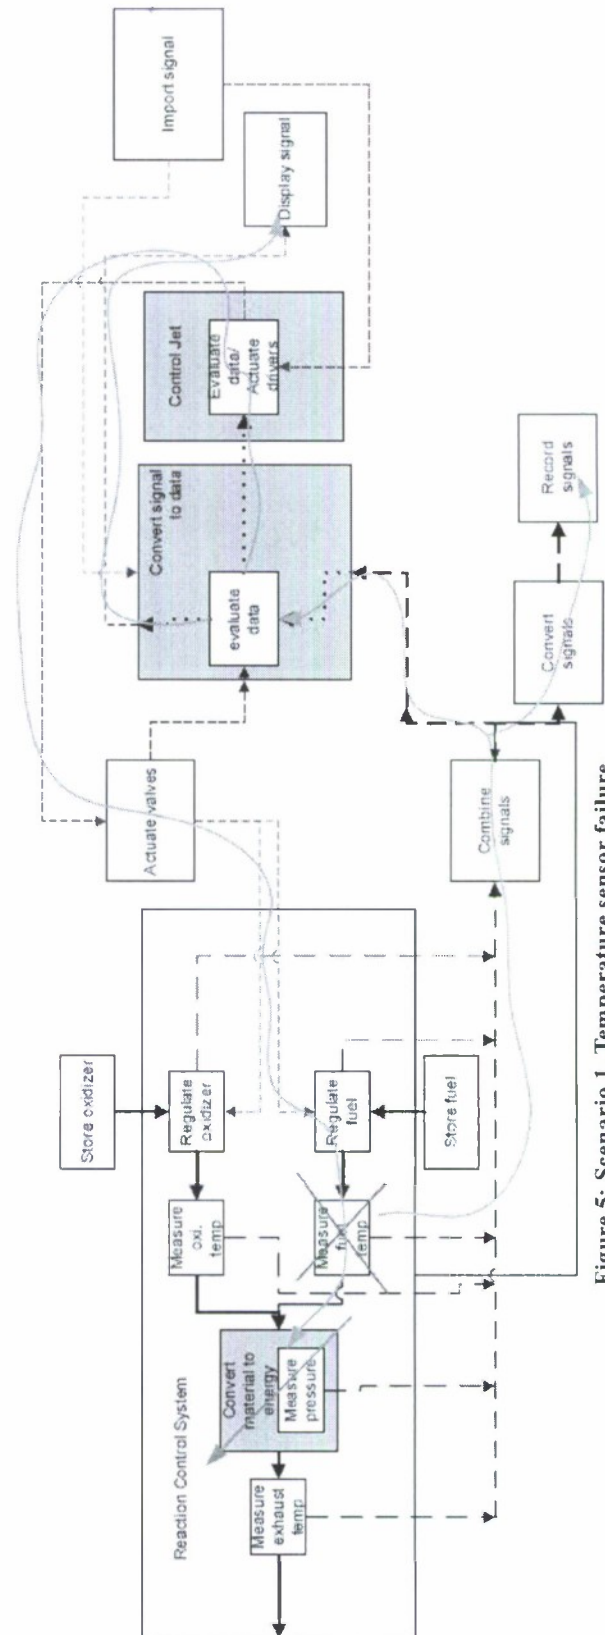 Import signal
Display signal
Control Jet
Evaluate
data/
Actuate
drivers
Convert signal
to data
evaluate
data
Record
signals
Convert
signals
Actuate valves
Combine
signals
Store oxidizer
Regulate
oxidizer
Regulate
fuel
Store fuel
Measure
oxi.
temp
Measure
fuel
temp
Reaction Control System
Convert
material to
energy
Measure
pressure
Measure
exhaust
temp
Figure 5: Scenario 1, Temperature sensor failure